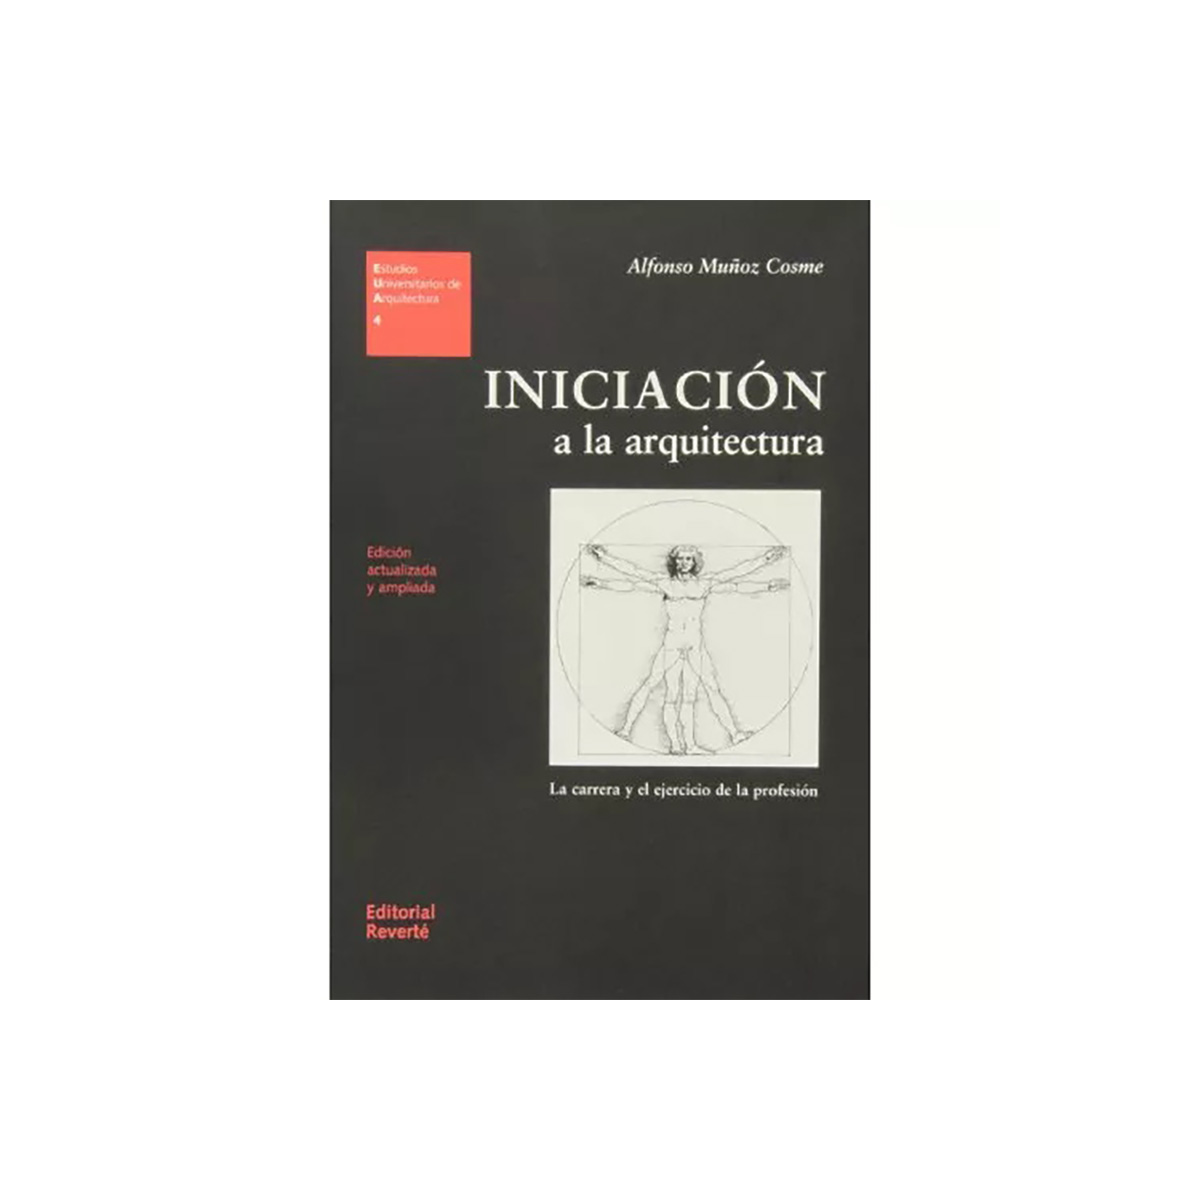 Estudios
Universitarios de
Arquitectura
4
Alfonso Muñoz Cosme
INICIACIÓN
a la arquitectura
Edición
actualizada
y ampliada
La carrera y el ejercicio de la profesión
Editorial
Reverté